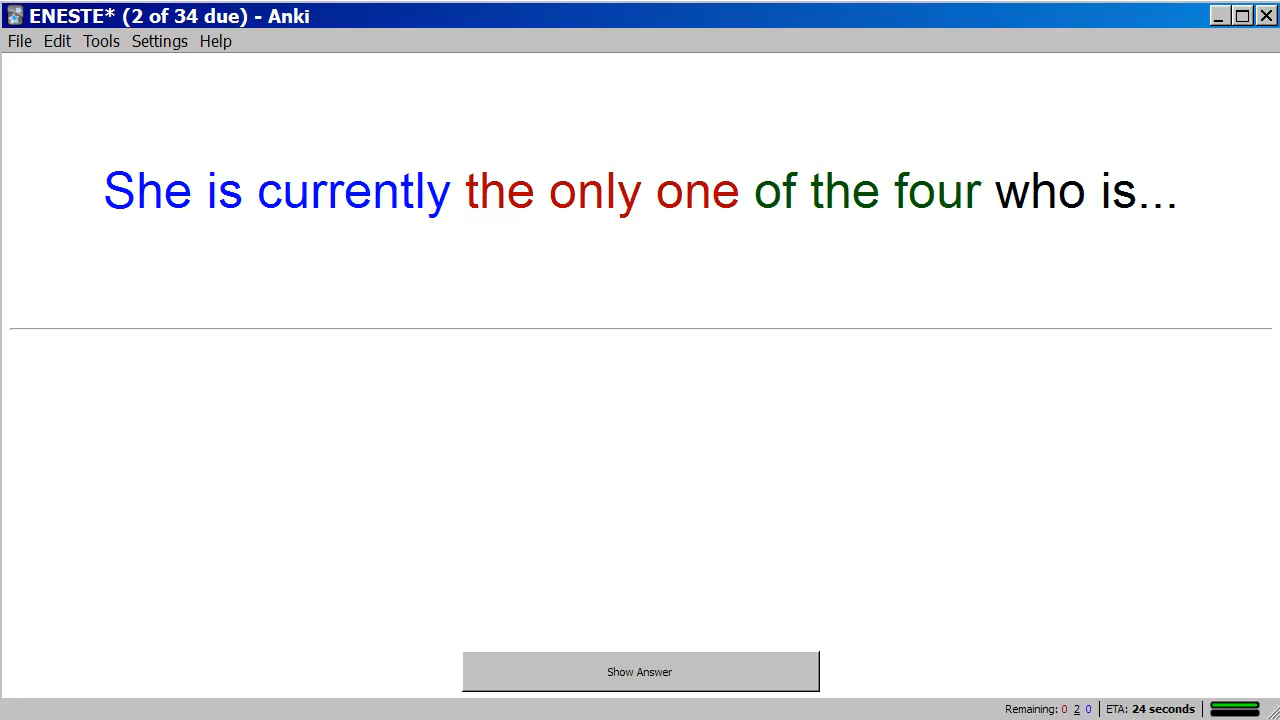 ENESTE* (2 of 34 due) - Anki
File Edit Tools Settings Help
She is currently the only one of the four who is...
Show Answer
Remaining: 0 2 0 ETA: 24 seconds